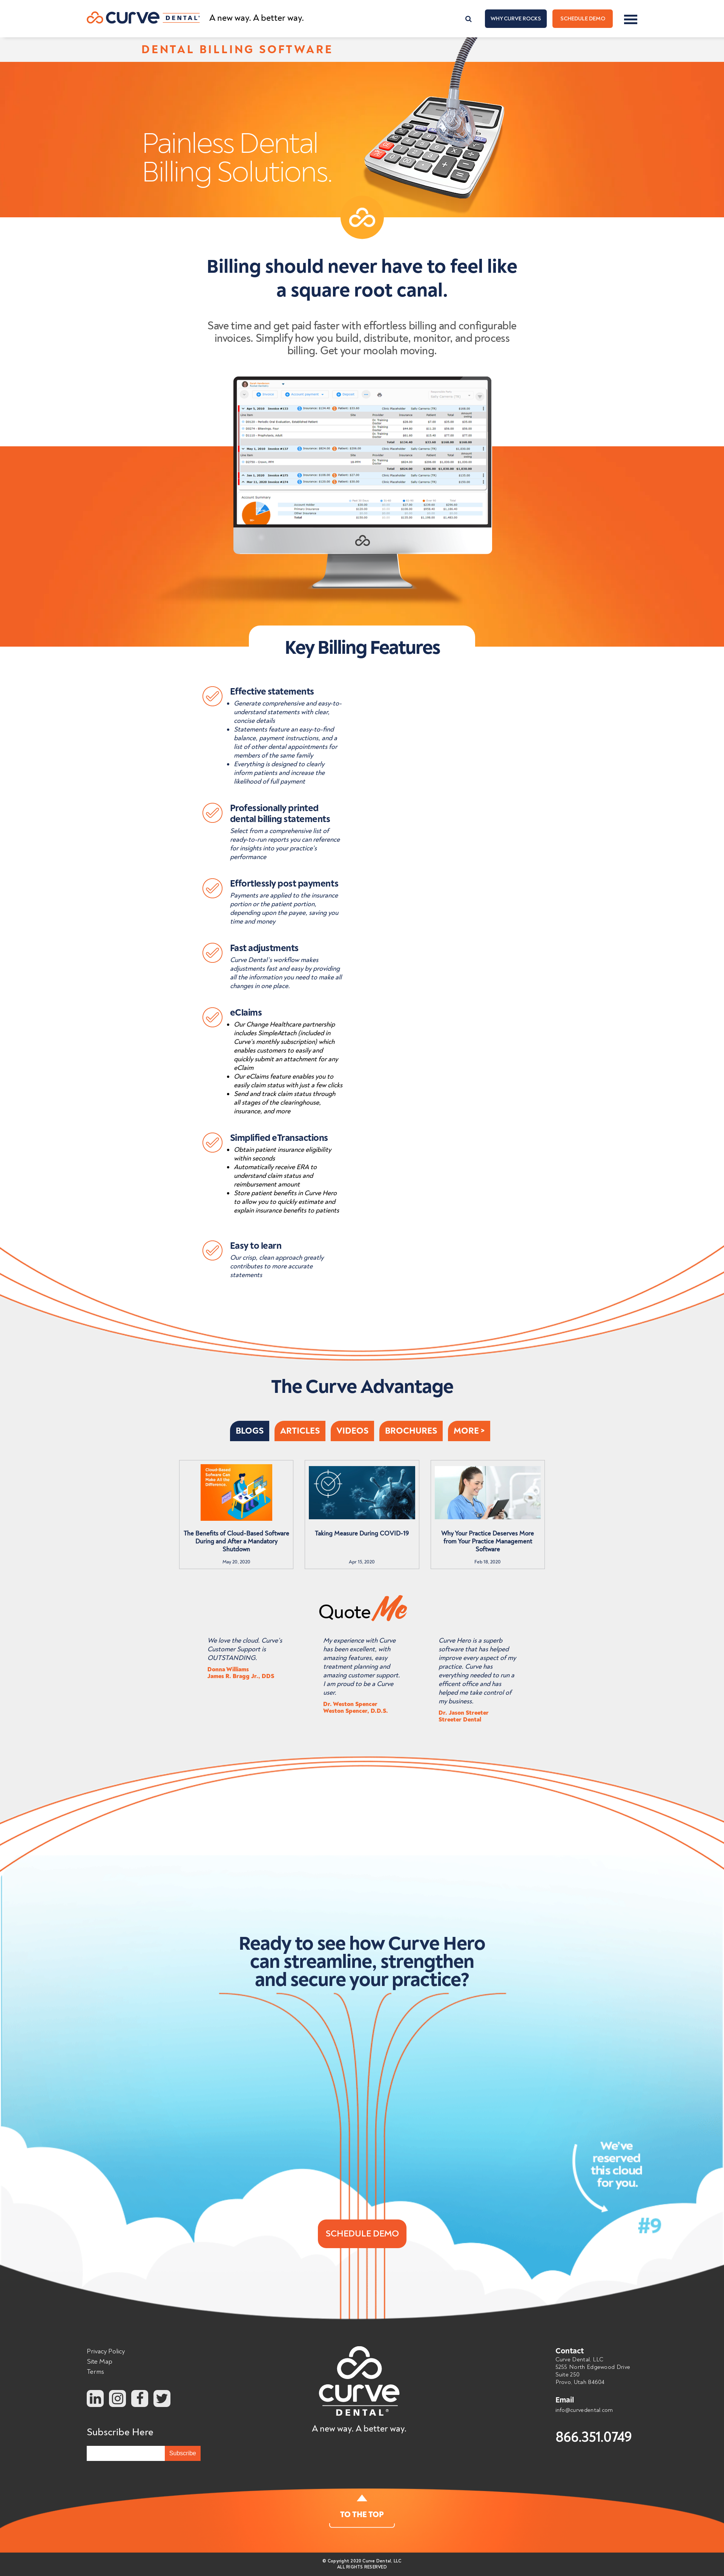 curve DENTAL
A new way. A better way.
WHY CURVE ROCKS
SCHEDULE DEMO
DENTAL BILLING SOFTWARE
Painless Dental
Billing Solutions.
Billing should never have to feel like
a square root canal.
Save time and get paid faster with effortless billing and configurable
invoices. Simplify how you build, distribute, monitor, and process
billing. Get your moolah moving.
Key Billing Features
Effective statements
Generate comprehensive and easy-to-
understand statements with clear,
concise details
Statements feature an easy-to-find
balance, payment instructions, and a
list of other dental appointments for
members of the same family
Everything is designed to clearly
inform patients and increase the
likelihood of full payment
Professionally printed
dental billing statements
Select from a comprehensive list of
ready-to-run reports you can reference
for insights into your practice's
performance
Effortlessly post payments
Payments are applied to the insurance
portion or the patient portion,
depending upon the payee, saving you
time and money
Fast adjustments
Curve Dental's workflow makes
adjustments fast and easy by providing
all the information you need to make all
changes in one place.
eClaims
Our Change Healthcare partnership
includes SimpleAttach (included in
Curve's monthly subscription) which
enables customers to easily and
quickly submit an attachment for any
eClaim
Our eClaims feature enables you to
easily claim status with just a few clicks
Send and track claim status through
all stages of the clearinghouse,
insurance, and more
Simplified eTransactions
Obtain patient insurance eligibility
within seconds
Automatically receive ERA to
understand claim status and
reimbursement amount
Store patient benefits in Curve Hero
to allow you to quickly estimate and
explain insurance benefits to patients
Easy to learn
Our crisp, clean approach greatly
contributes to more accurate
statements
The Curve Advantage
BLOGS ARTICLES VIDEOS BROCHURES MORE >
The Benefits of Cloud-Based Software
During and After a Mandatory
Shutdown
May 20, 2020
Taking Measure During COVID-19
Apr 15, 2020
Why Your Practice Deserves More
from Your Practice Management
Software
Feb 18, 2020
Quote Me
We love the cloud. Curve's
Customer Support is
OUTSTANDING.
Donna Williams
James R. Bragg Jr., DDS
My experience with Curve
has been excellent, with
amazing features, easy
treatment planning and
amazing customer support.
I am proud to be a Curve
user.
Dr. Weston Spencer
Weston Spencer, D.D.S.
Curve Hero is a superb
software that has helped
improve every aspect of my
practice. Curve has
everything needed to run a
efficent office and has
helped me take control of
my business.
Dr. Jason Streeter
Streeter Dental
Ready to see how Curve Hero
can streamline, strengthen
and secure your practice?
We've
reserved
this cloud
for you.
#9
SCHEDULE DEMO
Privacy Policy
Site Map
Terms
Subscribe Here
Subscribe
curve
DENTAL®
A new way. A better way.
Contact
Curve Dental, LLC
5255 North Edgewood Drive
Suite 250
Provo, Utah 84604
Email
info@curvedental.com
866.351.0749
TO THE TOP
© Copyright 2020 Curve Dental, LLC
ALL RIGHTS RESERVED